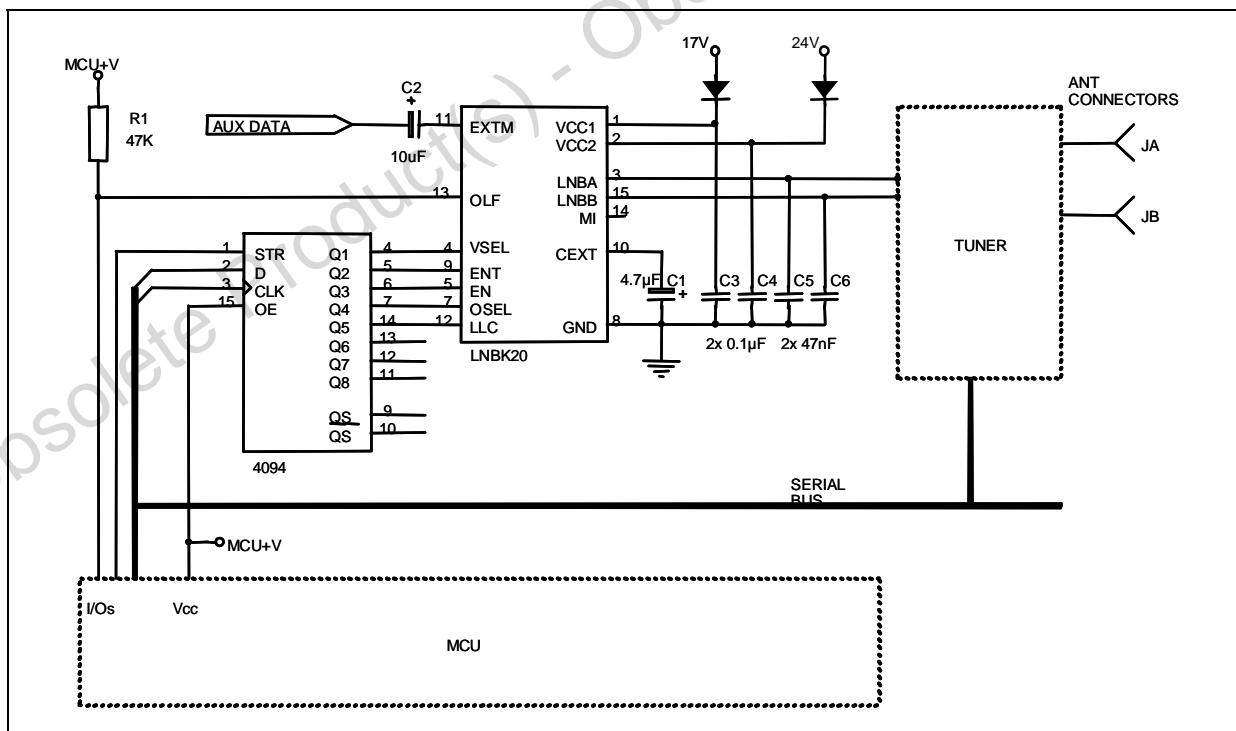 Obsolete Product(s) - Obs
17V
24V
MCU+V
R1
47K
AUX DATA
C2
+
10uF
11
EXTM
13
OLF
VCC1
1
VCC2
2
LNBA
3
LNBB
15
MI
14
CEXT
10
GND
8
4
VSEL
9
ENT
5
EN
7
OSEL
12
LLC
LNBK20
4.7µF
C1
+
C3
C4
C5
C6
2x 0.1µF
2x 47nF
TUNER
ANT
CONNECTORS
JA
JB
1
STR
2
D
3
CLK
15
OE
Q1
4
Q2
5
Q3
6
Q4
7
Q5
14
Q6
13
Q7
12
Q8
11
QS
9
QS
10
4094
SERIAL
BUS
MCU+V
I/Os
Vcc
MCU